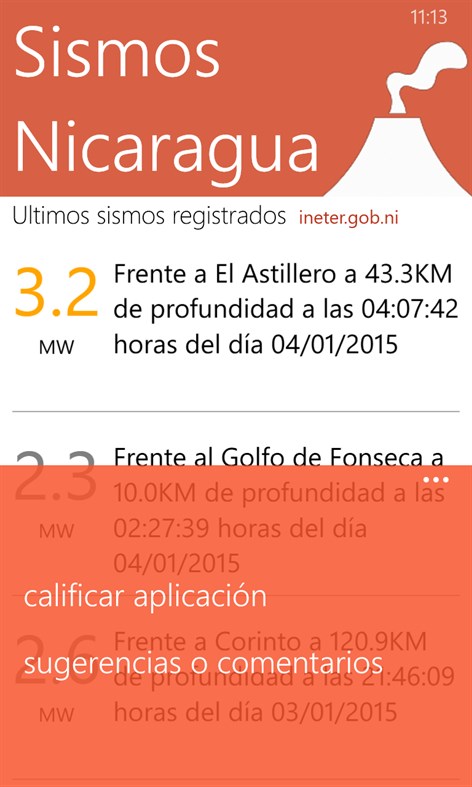 11:13
Sismos
Nicaragua
Ultimos sismos registrados ineter.gob.ni
3.2
MW
Frente a El Astillero a 43.3KM
de profundidad a las 04:07:42
horas del día 04/01/2015
2.3
MW
Frente al Golfo de Fonseca a
10.0KM de profundidad a las
02:27:39 horas del día
04/01/2015
...
calificar aplicación
2.6
MW
Frente a Corinto a 120.9KM
de profundidad a las 21:46:09
horas del día 03/01/2015
sugerencias o comentarios